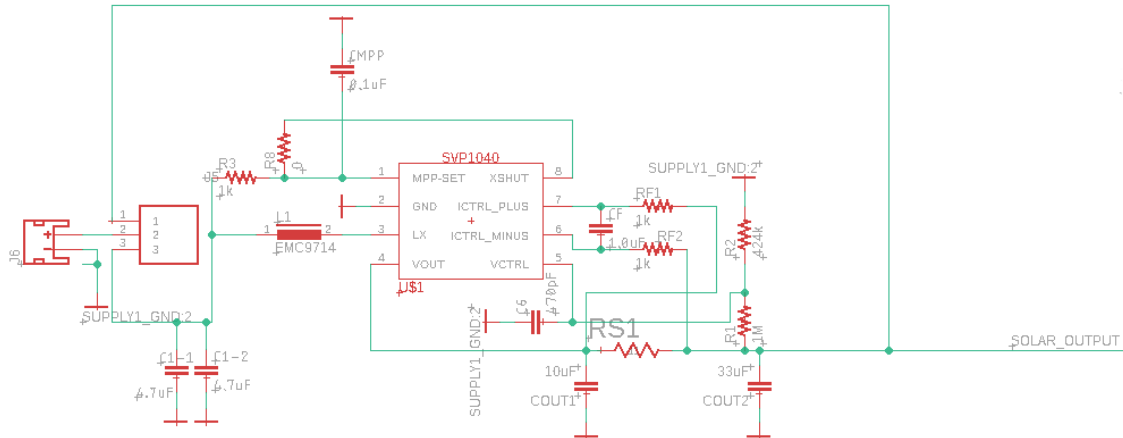 CMPP
0.1uF
SVP1040
R3
1k
R8
0
J5
1 MPP-SET XSHUT 8
2 GND ICTRL_PLUS 7
3 LX ICTRL_MINUS 6
4 VOUT VCTRL 5
U$1
SUPPLY1_GND:2
RF1
1k
CF
1.0uF
RF2
1k
R2
424k
1 1
2 2
3 3
J6
L1
1 2
EMC9714
SUPPLY1_GND:2
C6
470pF
SUPPLY1_GND:2
RS1
R1
1M
SOLAR_OUTPUT
C1-1
4.7uF
C1-2
4.7uF
10uF
COUT1
33uF
COUT2